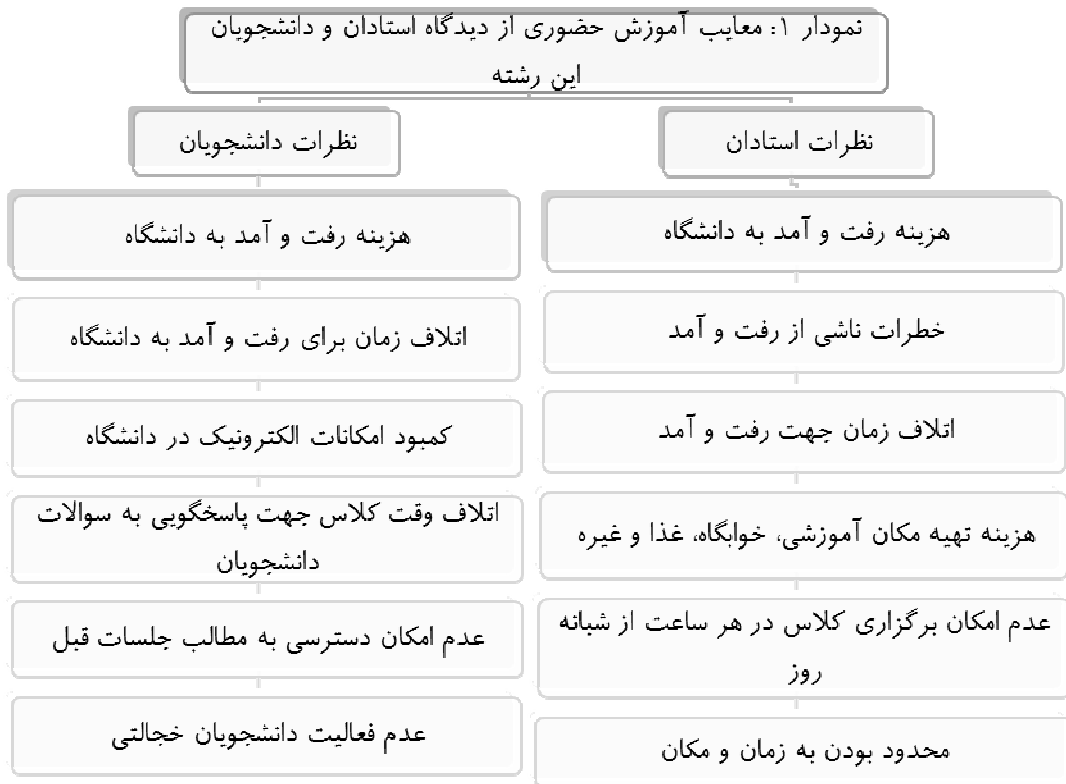 نمودار ۱: معایب آموزش حضوری از دیدگاه استادان و دانشجویان
این رشته
نظرات استادان
هزینه رفت و آمد به دانشگاه
خطرات ناشی از رفت و آمد
اتلاف زمان جهت رفت و آمد
هزینه تهیه مکان آموزشی، خوابگاه، غذا و غیره
عدم امکان برگزاری کلاس در هر ساعت از شبانه
روز
محدود بودن به زمان و مکان
نظرات دانشجویان
هزینه رفت و آمد به دانشگاه
اتلاف زمان برای رفت و آمد به دانشگاه
کمبود امکانات الکترونیک در دانشگاه
اتلاف وقت کلاس جهت پاسخگویی به سوالات
دانشجویان
عدم امکان دسترسی به مطالب جلسات قبل
عدم فعالیت دانشجویان خجالتی